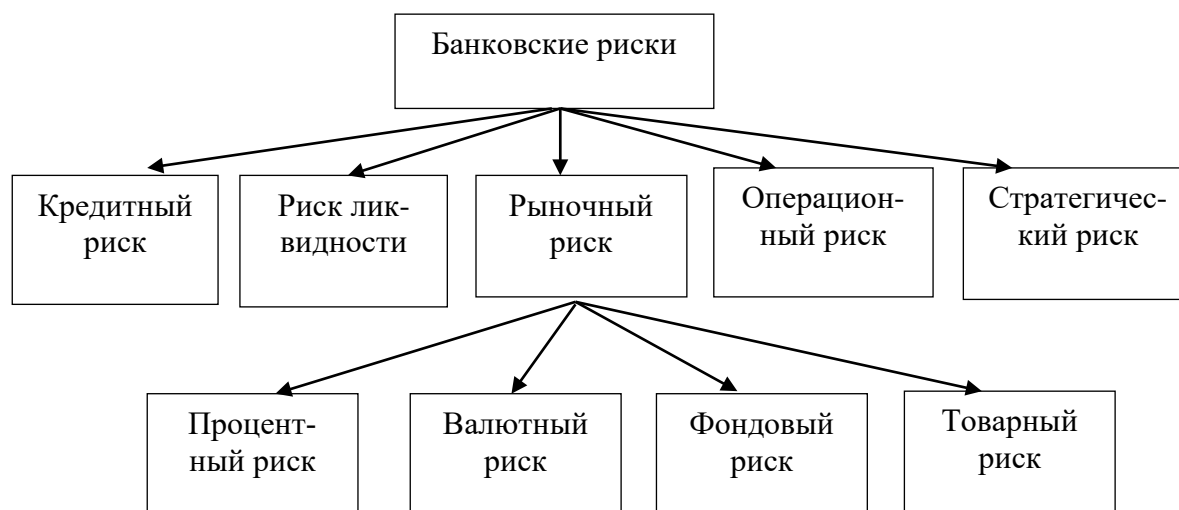 Банковские риски
Кредитный
риск
Риск лик-
видности
Рыночный
риск
Операцион-
ный риск
Стратегичес-
кий риск
Процент-
ный риск
Валютный
риск
Фондовый
риск
Товарный
риск